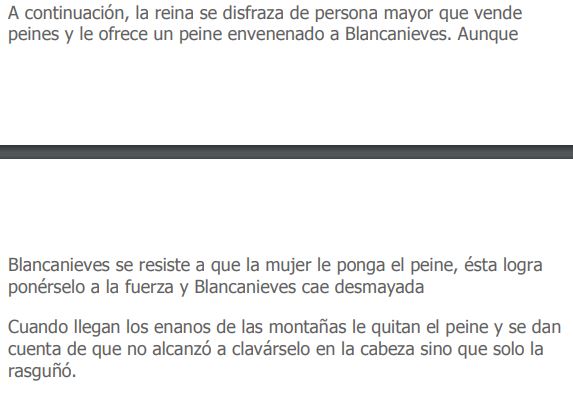 A continuación, la reina se disfraza de persona mayor que vende
peines y le ofrece un peine envenenado a Blancanieves. Aunque
Blancanieves se resiste a que la mujer le ponga el peine, ésta logra
ponérselo a la fuerza y Blancanieves cae desmayada
Cuando llegan los enanos de las montañas le quitan el peine y se dan
cuenta de que no alcanzó a clavárselo en la cabeza sino que solo la
rasguñó.